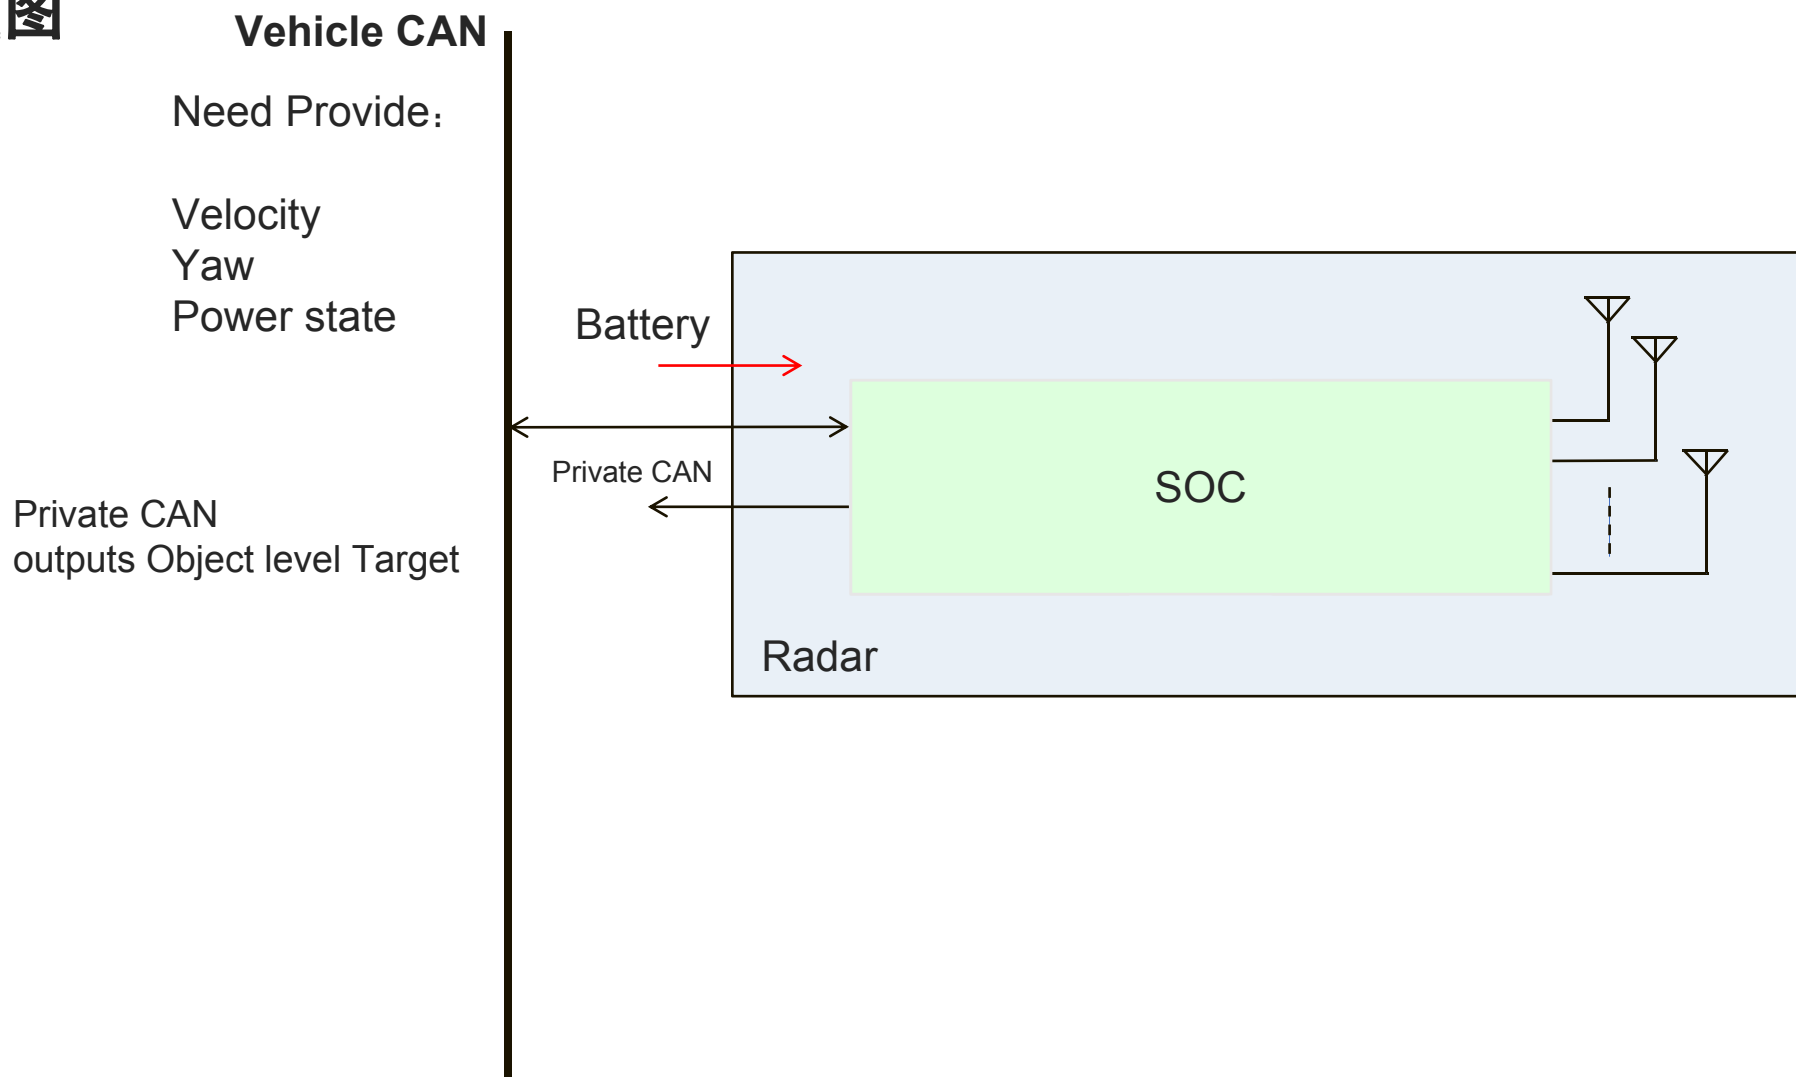 图
Vehicle CAN
Need Provide：
Velocity
Yaw
Power state
Battery
Private CAN
SOC
Private CAN
outputs Object level Target
Radar